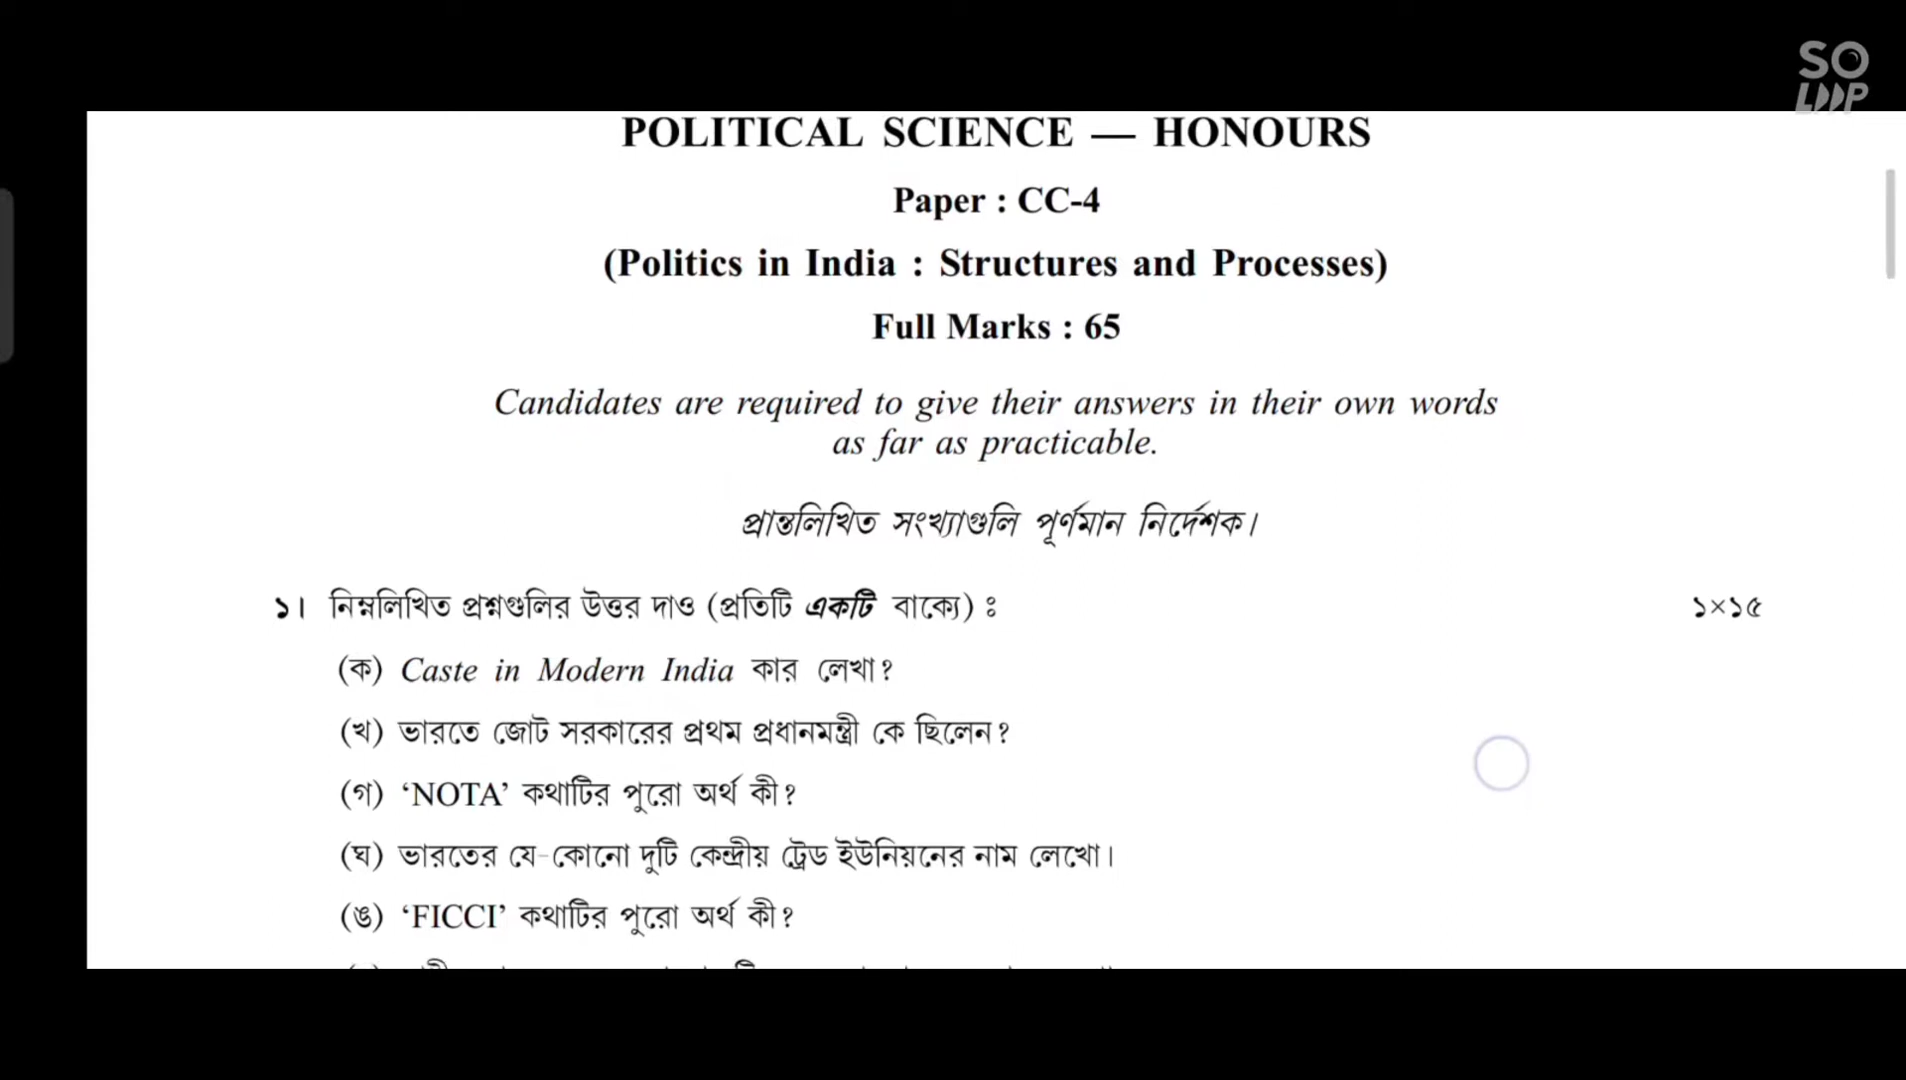 SO
LOOP
POLITICAL SCIENCE — HONOURS
Paper : CC-4
(Politics in India : Structures and Processes)
Full Marks : 65
Candidates are required to give their answers in their own words
as far as practicable.
প্রান্তলিখিত সংখ্যাগুলি পূর্ণমান নির্দেশক।
১। নিম্নলিখিত প্রশ্নগুলির উত্তর দাও (প্রতিটি একটি বাক্যে) ঃ ১×১৫
(ক) Caste in Modern India কার লেখা?
(খ) ভারতে জোট সরকারের প্রথম প্রধানমন্ত্রী কে ছিলেন?
(গ) ‘NOTA’ কথাটির পুরো অর্থ কী?
(ঘ) ভারতের যে-কোনো দুটি কেন্দ্রীয় ট্রেড ইউনিয়নের নাম লেখো।
(ঙ) ‘FICCI’ কথাটির পুরো অর্থ কী?